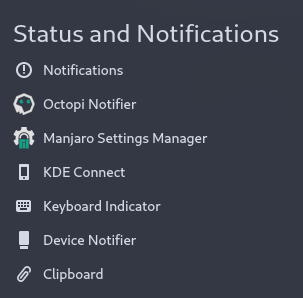 Status and Notifications
Notifications
Octopi Notifier
Manjaro Settings Manager
KDE Connect
Keyboard Indicator
Device Notifier
Clipboard